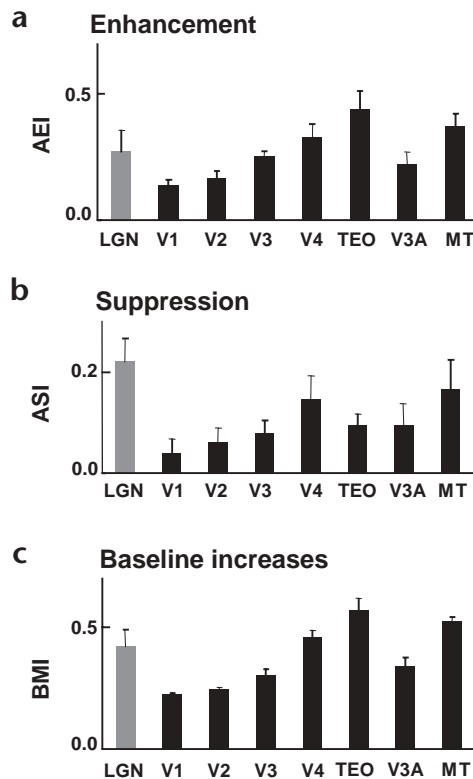 a Enhancement
AEI
0.5
0.0
LGN V1 V2 V3 V4 TEO V3A MT
b Suppression
ASI
0.2
0.0
LGN V1 V2 V3 V4 TEO V3A MT
c Baseline increases
BMI
0.5
0.0
LGN V1 V2 V3 V4 TEO V3A MT